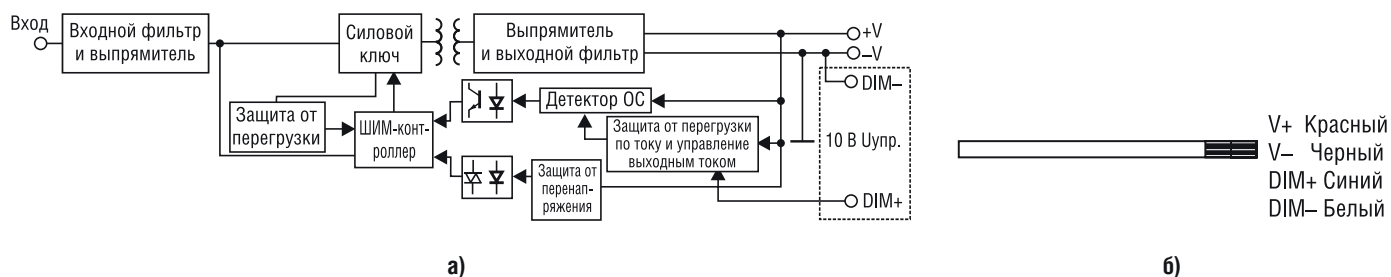 Вход
Входной фильтр
и выпрямитель
Силовой
ключ
Выпрямитель
и выходной фильтр
+V
–V
DIM–
Защита от
перегрузки
ШИМ-конт-
роллер
Детектор ОС
Защита от перегрузки
по току и управление
выходным током
10 В Uупр.
Защита от
перенап-
ряжения
DIM+
а)
V+ Красный
V– Черный
DIM+ Синий
DIM– Белый
б)